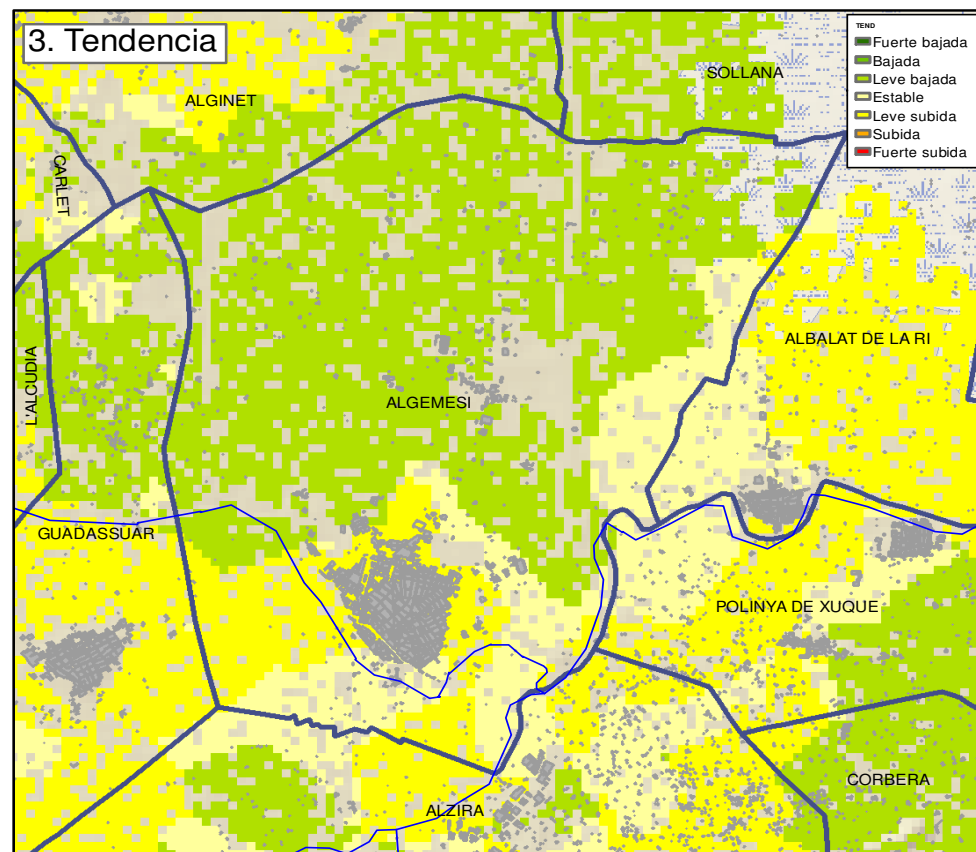 3. Tendencia
TEND
Fuerte bajada
Bajada
Leve bajada
Estable
Leve subida
Subida
Fuerte subida
SOLLANA
ALGINET
CARLET
ALBALAT DE LA RI
L'ALCUDIA
ALGEMESI
GUADASSUAR
POLINYA DE XUQUE
CORBERA
ALZIRA